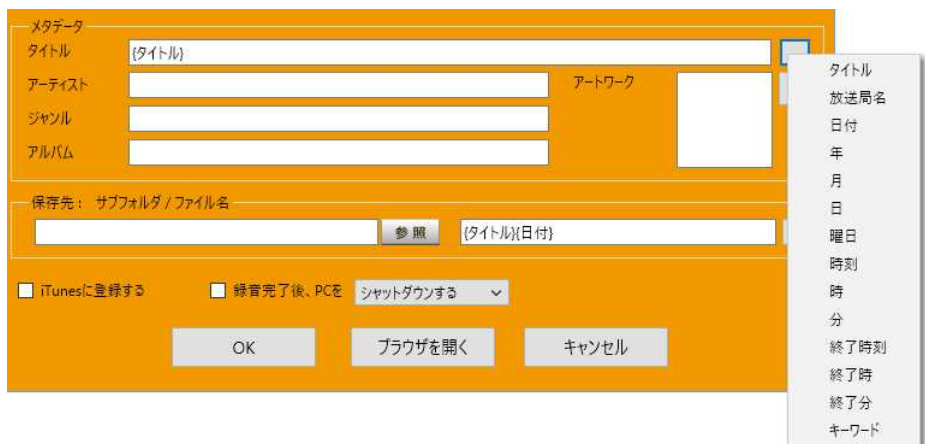 メタデータ
タイトル
{タイトル}
アーティスト
アートワーク
ジャンル
アルバム
保存先： サブフォルダ / ファイル名
参照
{タイトル}{日付}
iTunesに登録する
録音完了後、PCを
シャットダウンする
OK
ブラウザを開く
キャンセル
タイトル
放送局名
日付
年
月
日
曜日
時刻
時
分
終了時刻
終了時
終了分
キーワード